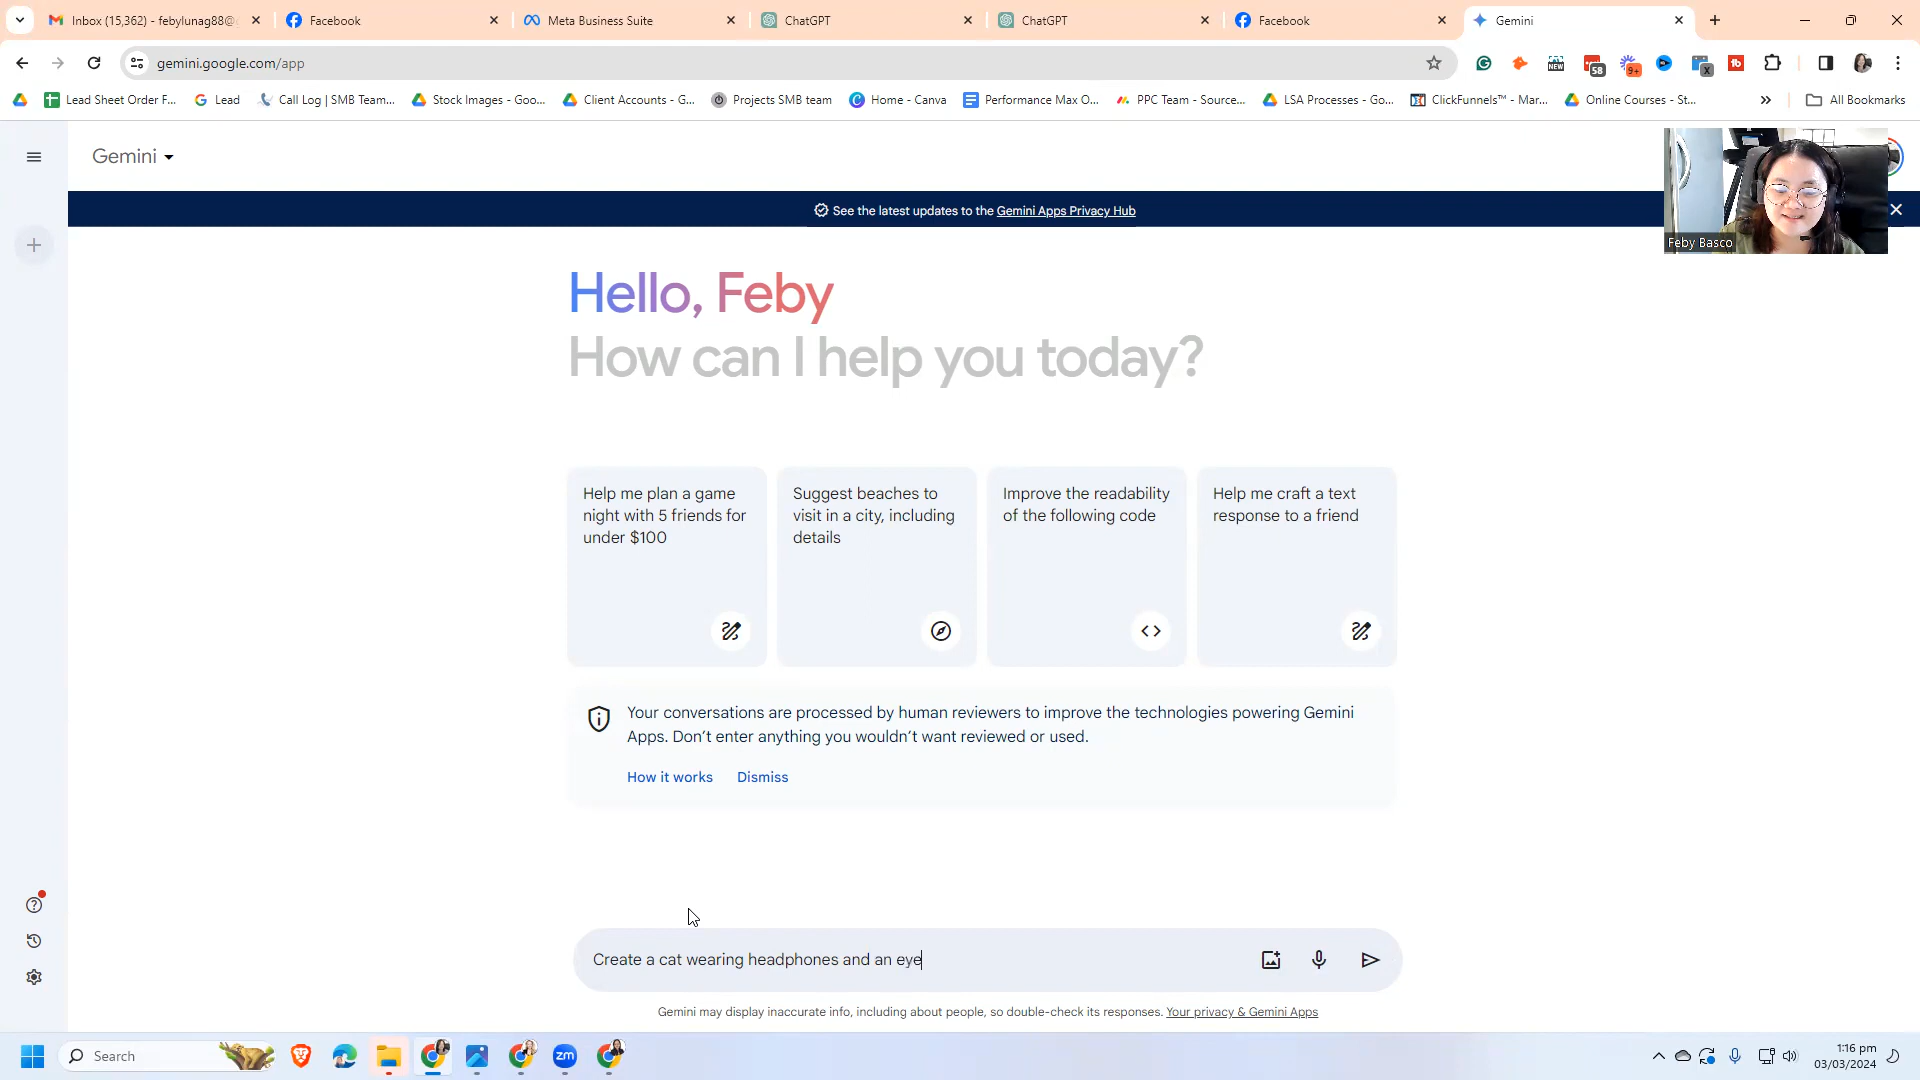 Inbox (15,362) - febylunag88@
Facebook
Meta Business Suite
ChatGPT
ChatGPT
Facebook
Gemini
gemini.google.com/app
NEW
58
9+
X
Lead Sheet Order F...
Lead
Call Log | SMB Team...
Stock Images - Goo...
Client Accounts - G...
Projects SMB team
Home - Canva
Performance Max O...
PPC Team - Source...
LSA Processes - Go...
ClickFunnels™ - Mar...
Online Courses - St...
All Bookmarks
Gemini
See the latest updates to the Gemini Apps Privacy Hub
Feby Basco
Hello, Feby
How can I help you today?
Help me plan a game
night with 5 friends for
under $100
Suggest beaches to
visit in a city, including
details
Improve the readability
of the following code
Help me craft a text
response to a friend
Your conversations are processed by human reviewers to improve the technologies powering Gemini
Apps. Don't enter anything you wouldn't want reviewed or used.
How it works
Dismiss
Create a cat wearing headphones and an eye
Gemini may display inaccurate info, including about people, so double-check its responses. Your privacy & Gemini Apps
Search
zm
1:16 pm
03/03/2024